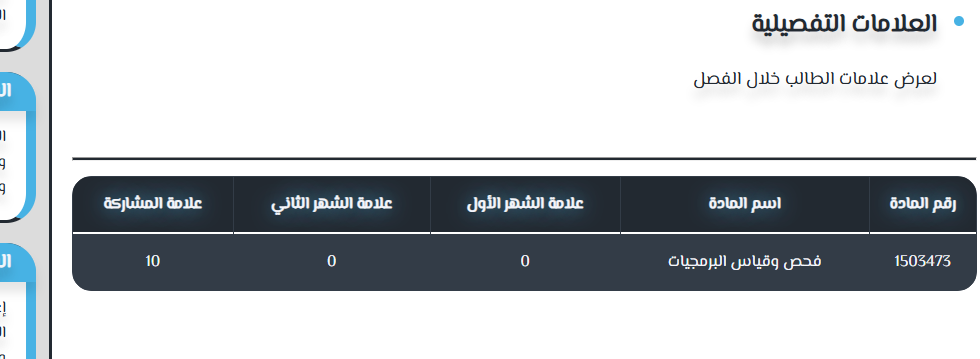 العلامات التفصيلية
لعرض علامات الطالب خلال الفصل
رقم المادة اسم المادة علامة الشهر الأول علامة الشهر الثاني علامة المشاركة
1503473 فحص وقياس البرمجيات 0 0 10